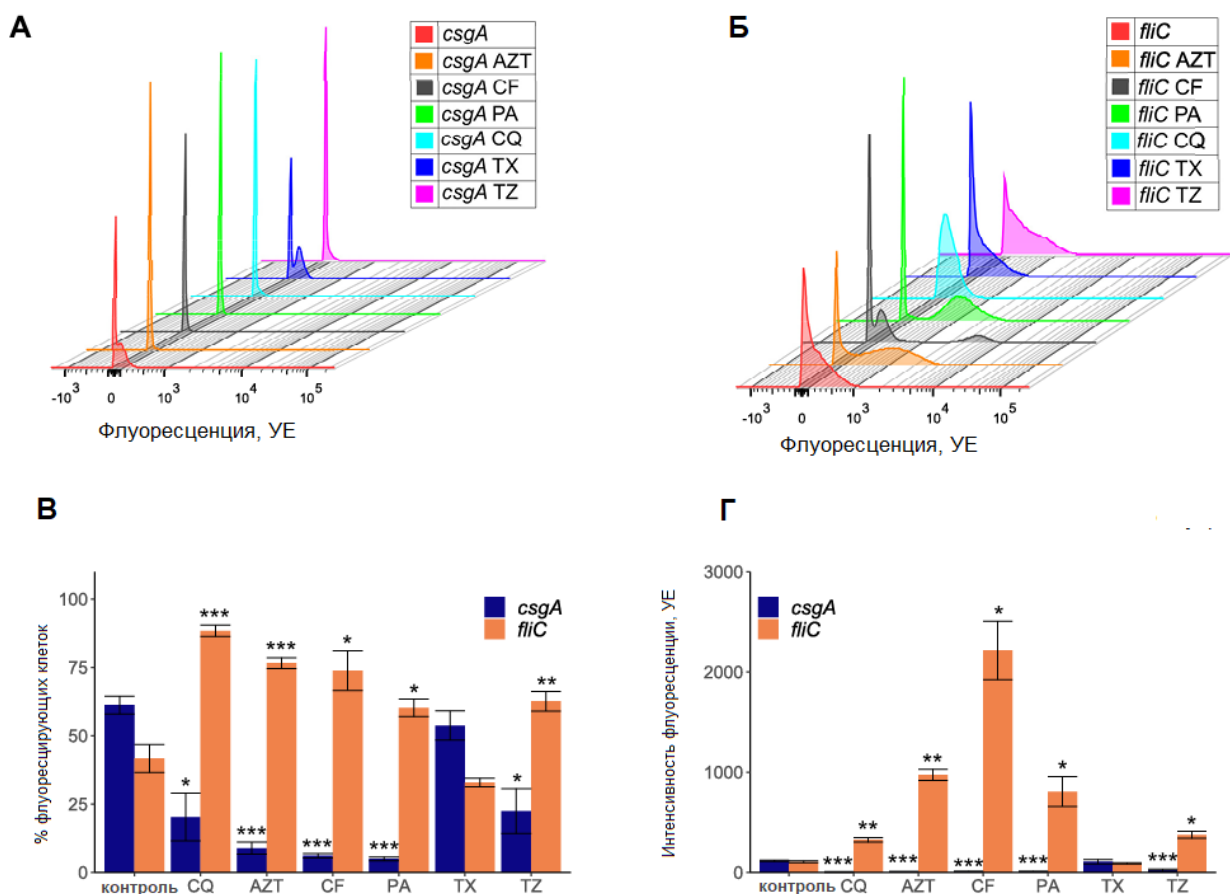 А
csgA
csgA AZT
csgA CF
csgA PA
csgA CQ
csgA TX
csgA TZ
-10³ 0 10³ 10⁴ 10⁵
Флуоресценция, УЕ
Б
fliC
fliC AZT
fliC CF
fliC PA
fliC CQ
fliC TX
fliC TZ
-10³ 0 10³ 10⁴ 10⁵
Флуоресценция, УЕ
В
% флуоресцирующих клеток
100
75
50
25
0
csgA
fliC
*
***
***
***
***
*
***
*
*
**
контроль CQ AZT CF PA TX TZ
Г
Интенсивность флуоресценции, УЕ
3000
2000
1000
0
csgA
fliC
***
**
***
**
***
*
***
*
***
*
контроль CQ AZT CF PA TX TZ